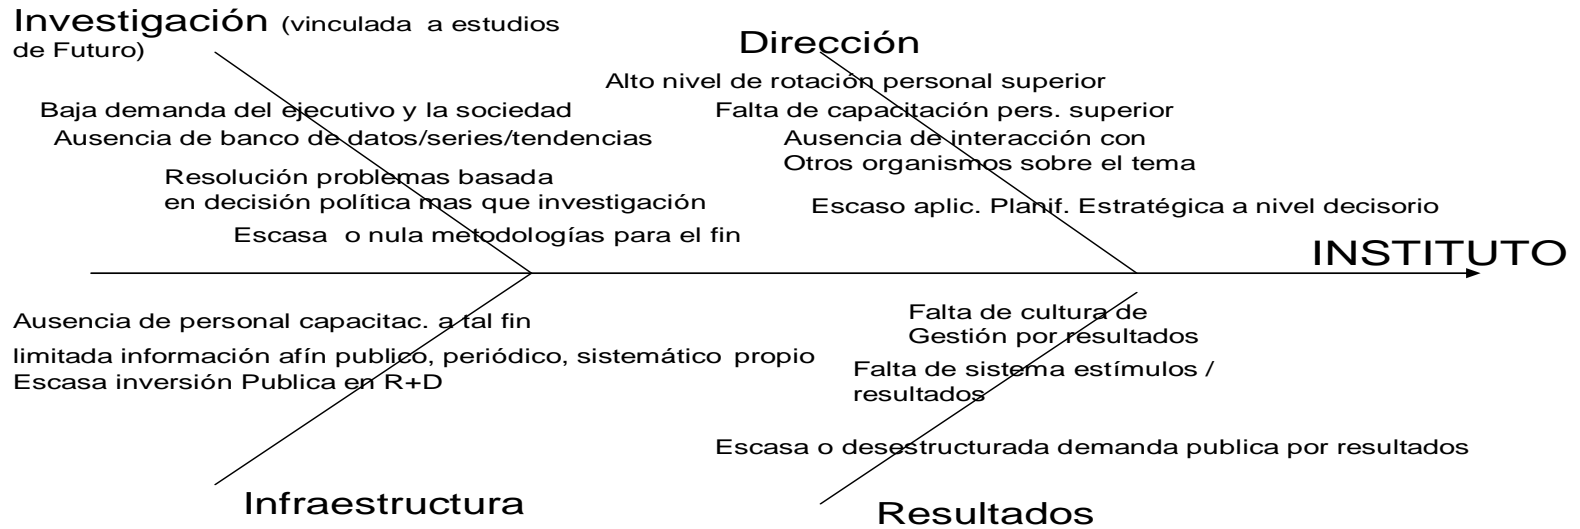 Investigación (vinculada a estudios
de Futuro)
Baja demanda del ejecutivo y la sociedad
Ausencia de banco de datos/series/tendencias
Resolución problemas basada
en decisión política mas que investigación
Escasa o nula metodologías para el fin
Dirección
Alto nivel de rotación personal superior
Falta de capacitación pers. superior
Ausencia de interacción con
Otros organismos sobre el tema
Escaso aplic. Planif. Estratégica a nivel decisorio
INSTITUTO
Ausencia de personal capacitac. a tal fin
limitada información afín publico, periódico, sistemático propio
Escasa inversión Publica en R+D
Infraestructura
Falta de cultura de
Gestión por resultados
Falta de sistema estímulos /
resultados
Escasa o desestructurada demanda publica por resultados
Resultados